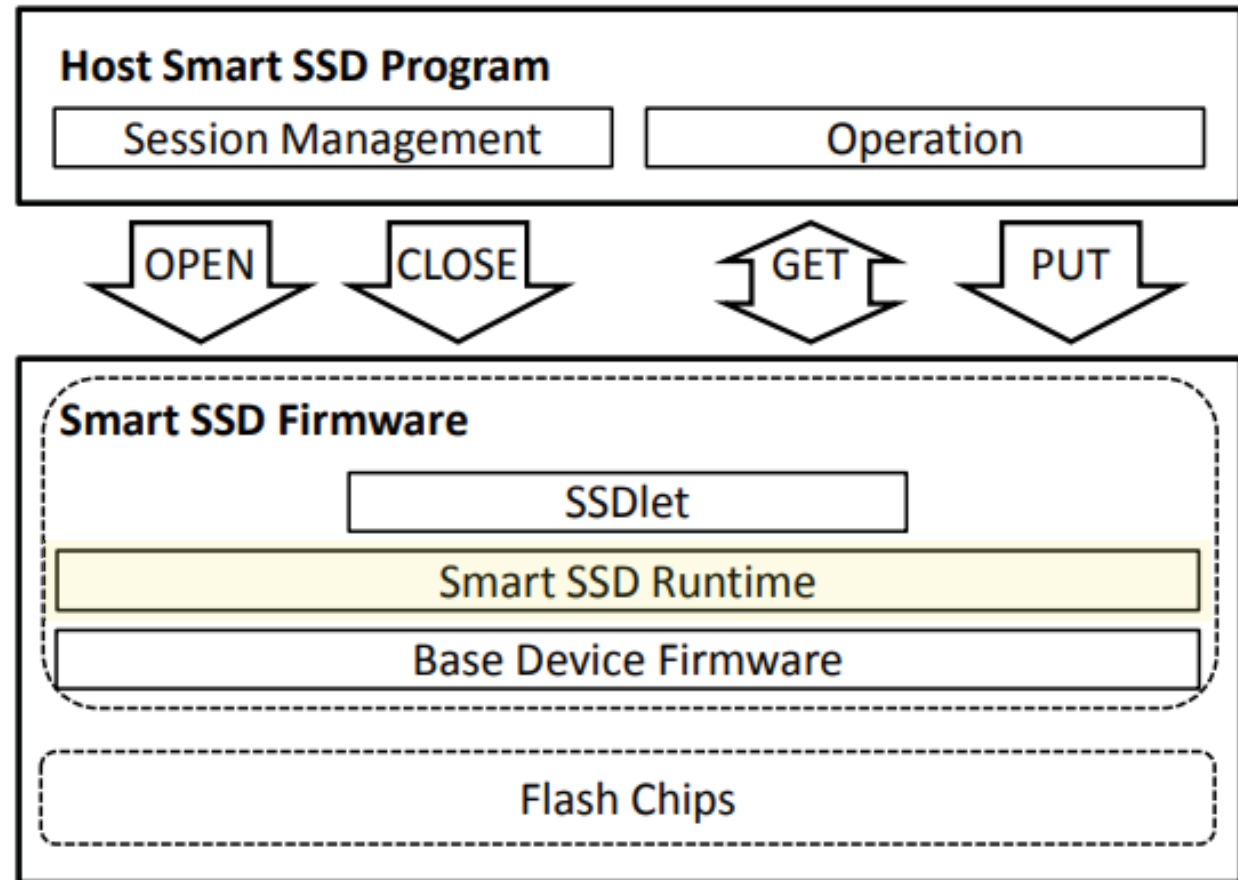 Host Smart SSD Program
Session Management
Operation
OPEN
CLOSE
GET
PUT
Smart SSD Firmware
SSDlet
Smart SSD Runtime
Base Device Firmware
Flash Chips